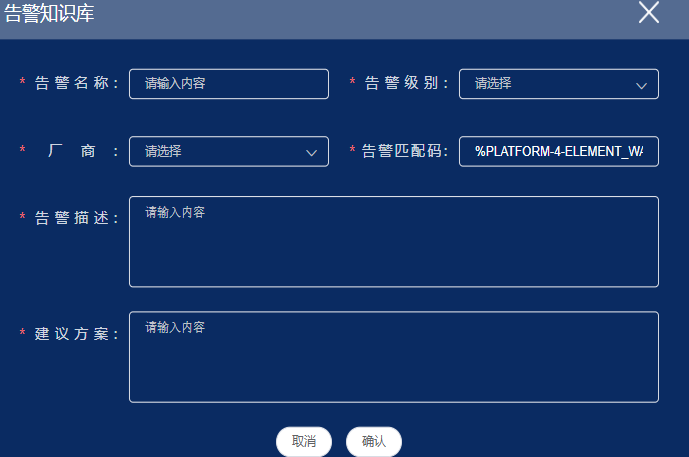 告警知识库
* 告警名称： 请输入内容 * 告警级别： 请选择
* 厂商： 请选择 * 告警匹配码： %PLATFORM-4-ELEMENT_WA
* 告警描述： 请输入内容
* 建议方案： 请输入内容
取消 确认